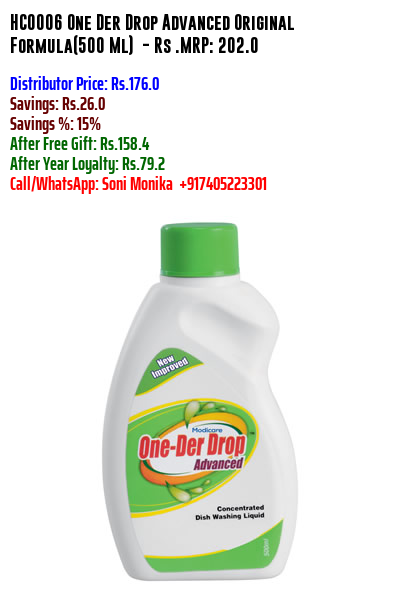 HC0006 One Der Drop Advanced Original
Formula(500 Ml) - Rs .MRP: 202.0
Distributor Price: Rs.176.0
Savings: Rs.26.0
Savings %: 15%
After Free Gift: Rs.158.4
After Year Loyalty: Rs.79.2
Call/WhatsApp: Soni Monika +917405223301
New
Improved
Modicare
One-Der Drop
Advanced
Concentrated
Dish Washing Liquid
500ml